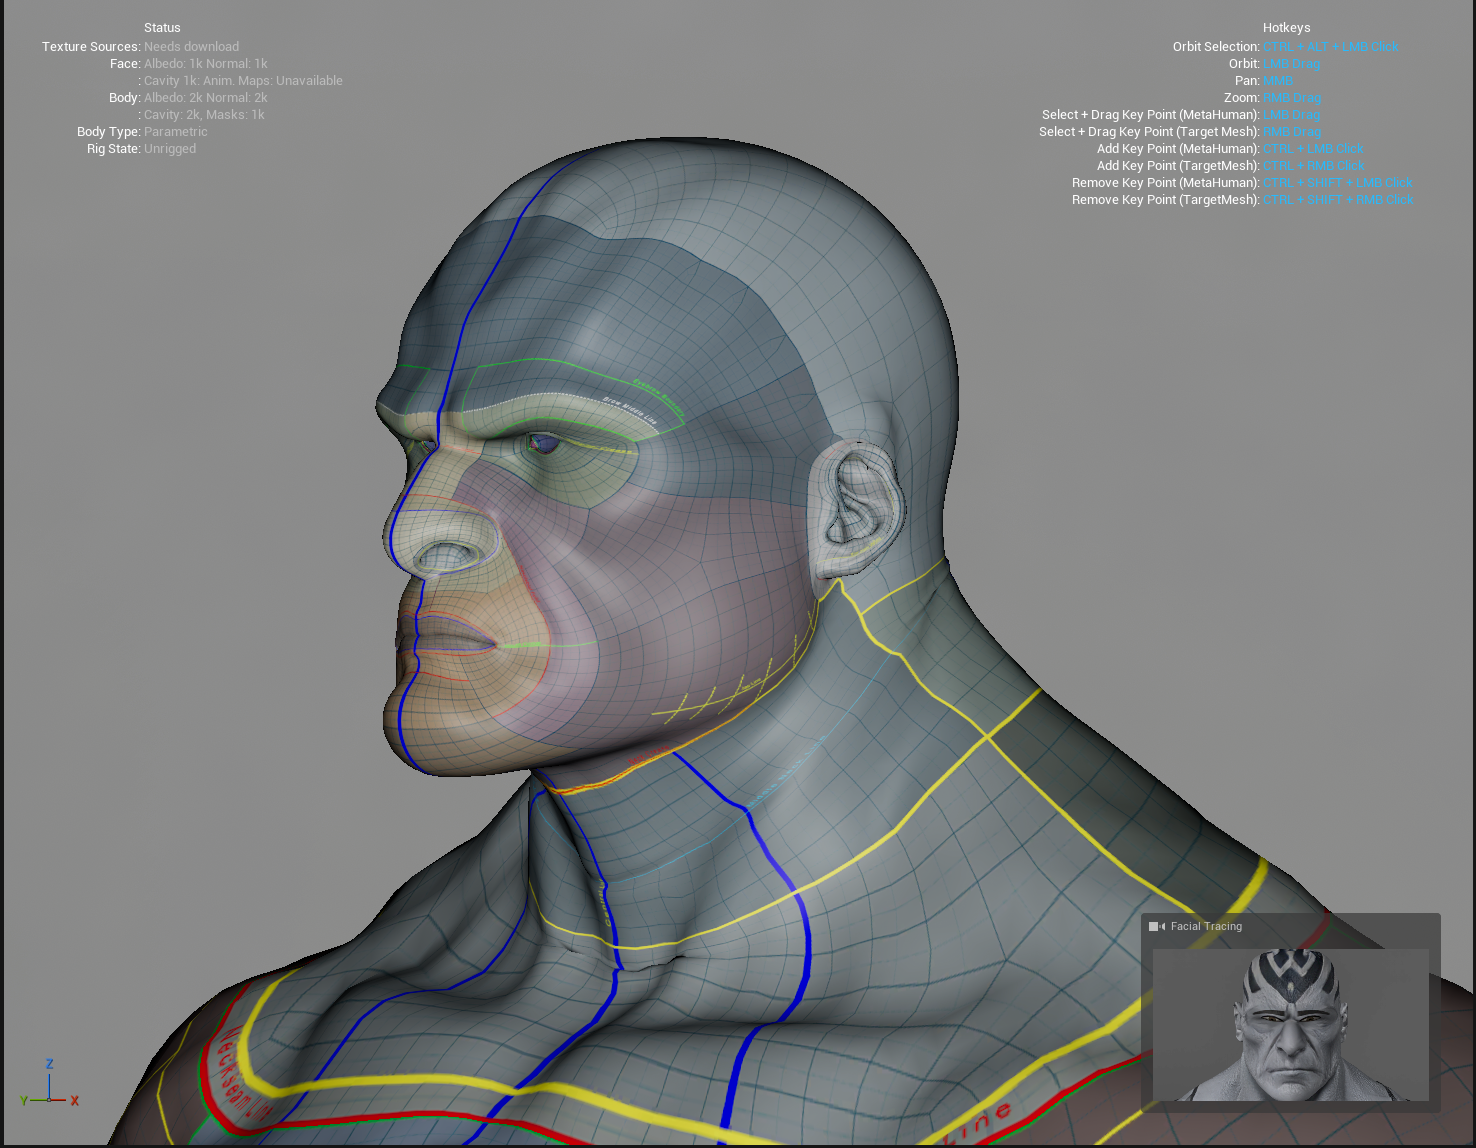 Status
Texture Sources: Needs download
Face: Albedo: 1k Normal: 1k
: Cavity 1k: Anim. Maps: Unavailable
Body: Albedo: 2k Normal: 2k
: Cavity: 2k, Masks: 1k
Body Type: Parametric
Rig State: Unrigged
Hotkeys
Orbit Selection: CTRL + ALT + LMB Click
Orbit: LMB Drag
Pan: MMB
Zoom: RMB Drag
Select + Drag Key Point (MetaHuman): LMB Drag
Select + Drag Key Point (Target Mesh): RMB Drag
Add Key Point (MetaHuman): CTRL + LMB Click
Add Key Point (TargetMesh): CTRL + RMB Click
Remove Key Point (MetaHuman): CTRL + SHIFT + LMB Click
Remove Key Point (TargetMesh): CTRL + SHIFT + RMB Click
Eyebrow Boundary
Brow Middle Line
Facial Tracing
Line
Z
Y
X